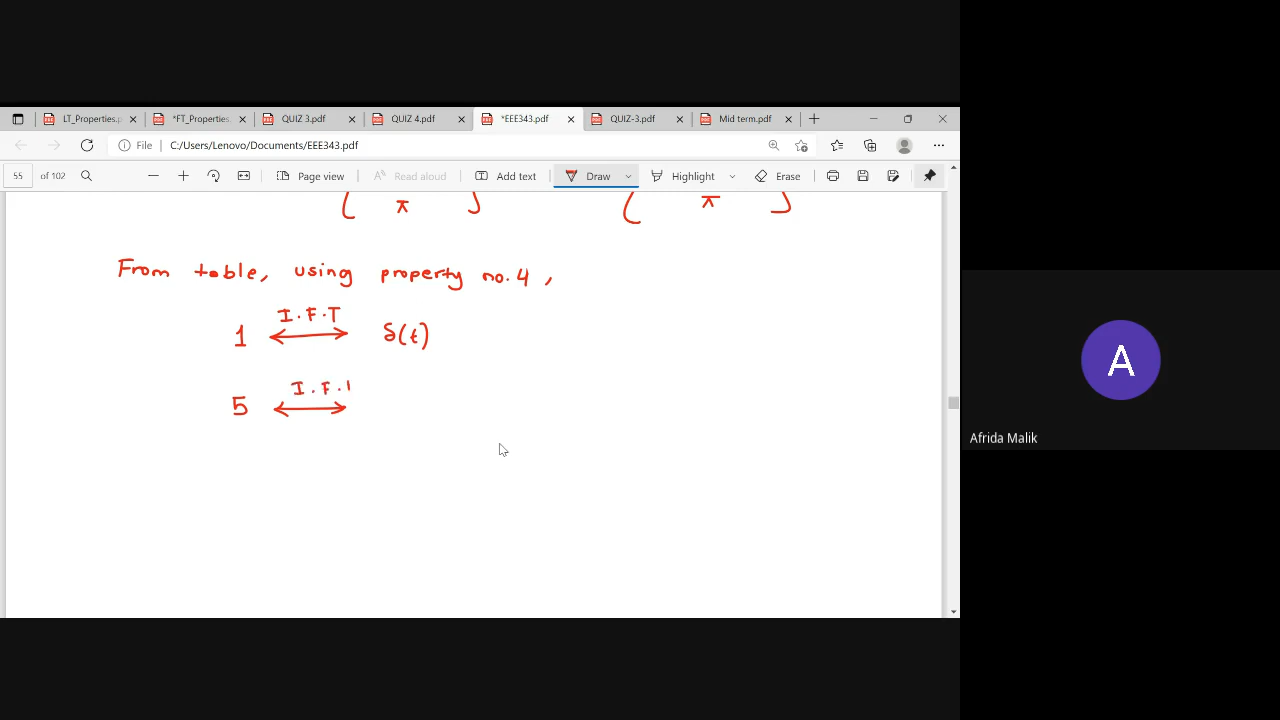 LT_Properties.p
*FT_Properties.
QUIZ 3.pdf
QUIZ 4.pdf
*EEE343.pdf
QUIZ-3.pdf
Mid term.pdf
File C:/Users/Lenovo/Documents/EEE343.pdf
55 of 102 Page view Read aloud Add text Draw Highlight Erase
( π ) ( π )
From table, using property no. 4,
I.F.T
1 ↔ δ(t)
I.F.
5 ↔
A
Afrida Malik